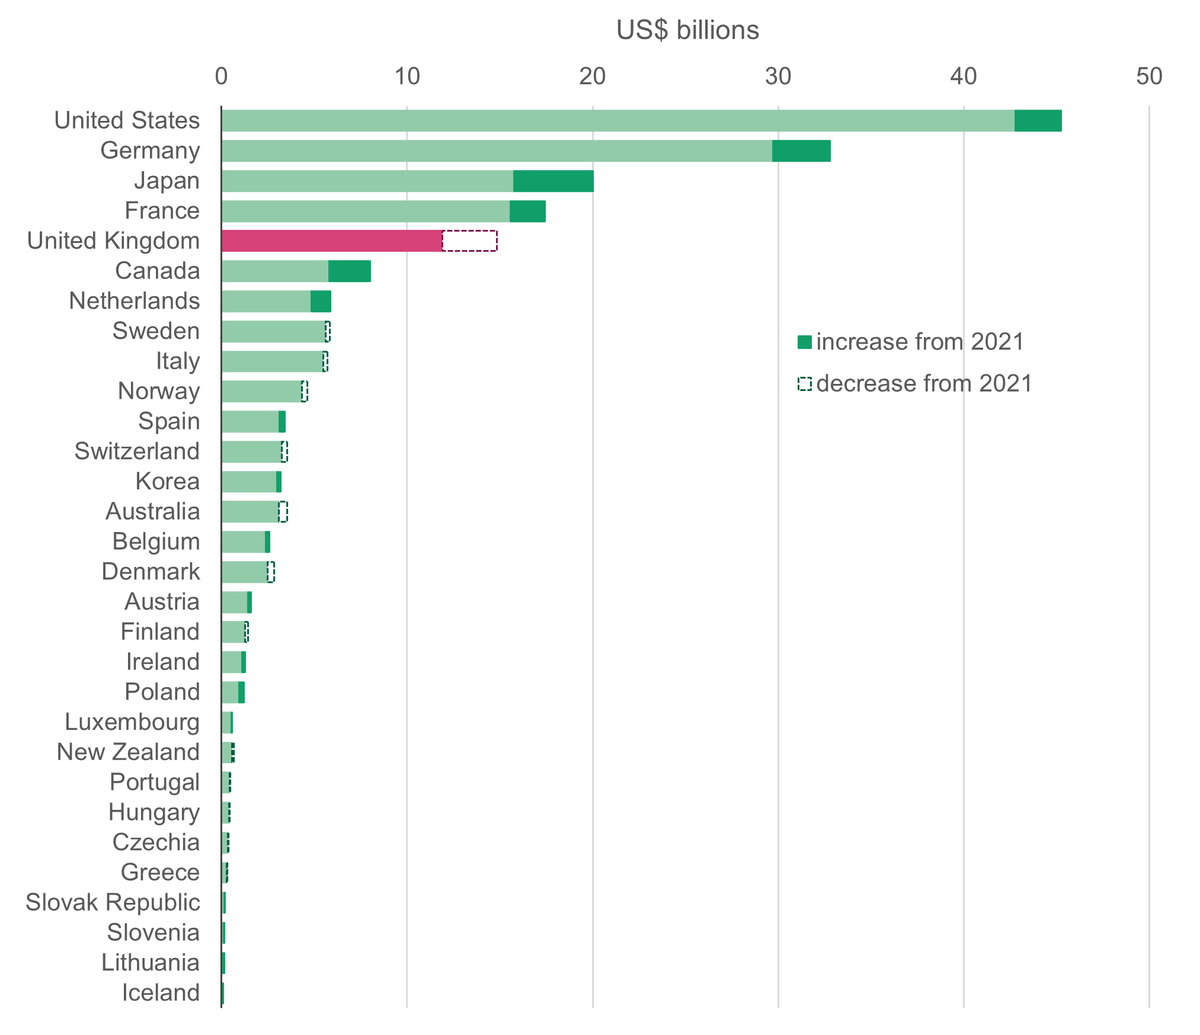 US$ billions
0 10 20 30 40 50
United States
Germany
Japan
France
United Kingdom
Canada
Netherlands
Sweden
Italy
Norway
Spain
Switzerland
Korea
Australia
Belgium
Denmark
Austria
Finland
Ireland
Poland
Luxembourg
New Zealand
Portugal
Hungary
Czechia
Greece
Slovak Republic
Slovenia
Lithuania
Iceland
increase from 2021
decrease from 2021